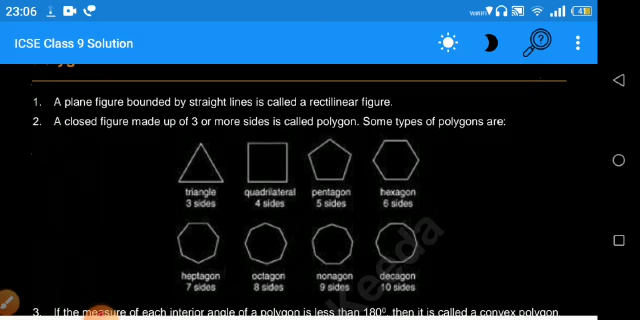 23:06
41
ICSE Class 9 Solution
1. A plane figure bounded by straight lines is called a rectilinear figure.
2. A closed figure made up of 3 or more sides is called polygon. Some types of polygons are:
triangle quadrilateral pentagon hexagon
3 sides 4 sides 5 sides 6 sides
heptagon octagon nonagon decagon
7 sides 8 sides 9 sides 10 sides
Keeda
3. If the measure of each interior angle of a polygon is less than 180⁰, then it is called a convex polygon